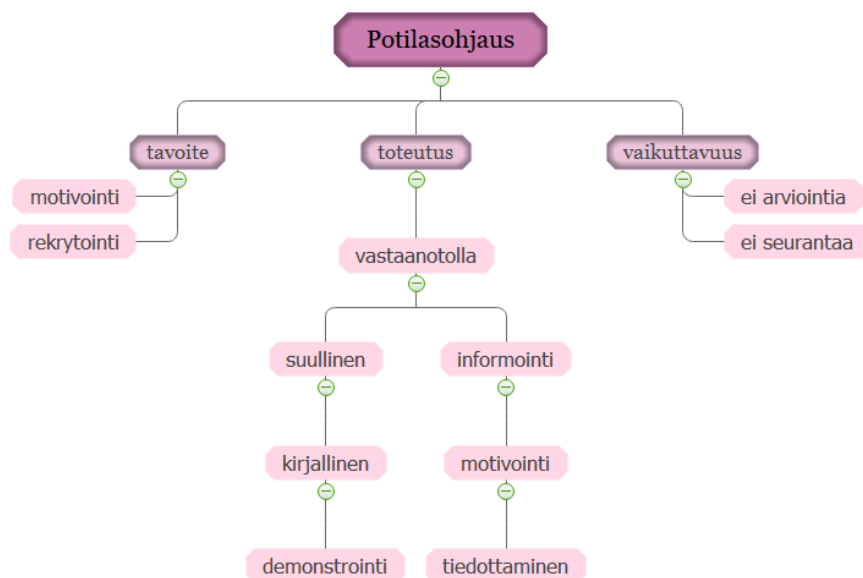 Potilasohjaus
tavoite
toteutus
vaikuttavuus
motivointi
ei arviointia
rekrytointi
ei seurantaa
vastaanotolla
suullinen
informointi
kirjallinen
motivointi
demonstrointi
tiedottaminen